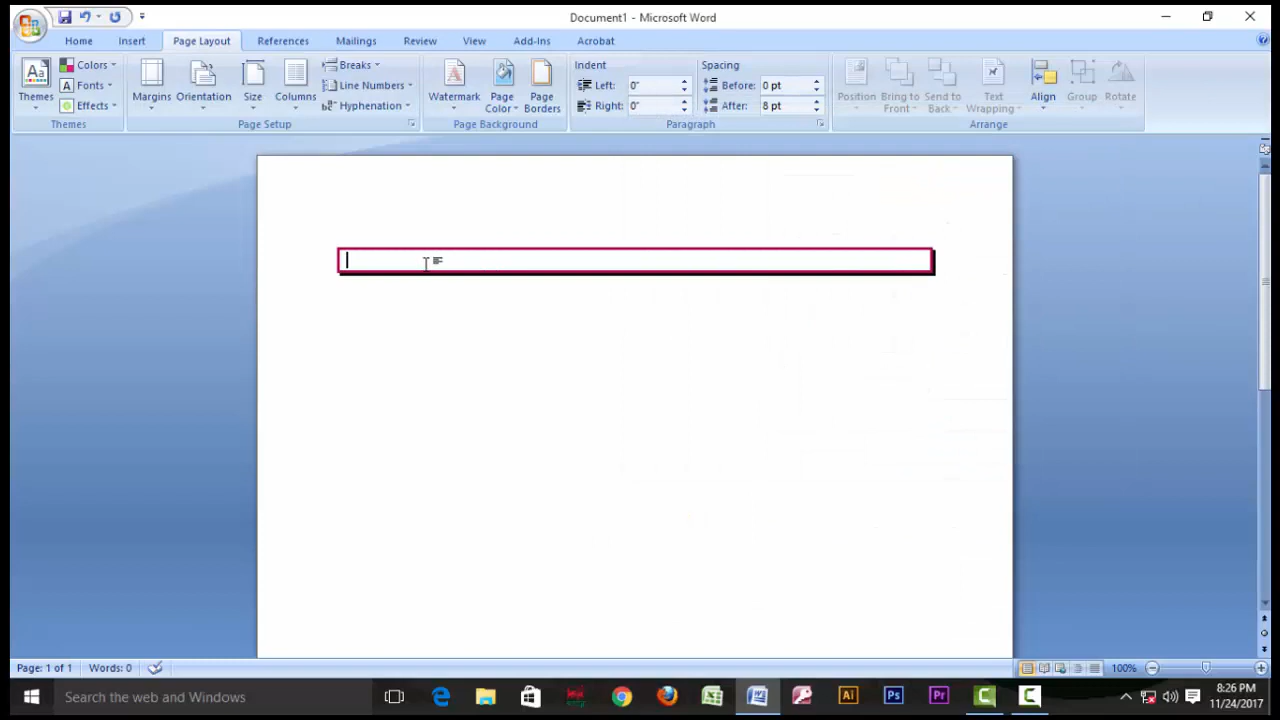 Document1 - Microsoft Word
Home Insert Page Layout References Mailings Review View Add-Ins Acrobat
Themes
Colors
Fonts
Effects
Themes
Margins
Orientation
Size
Columns
Breaks
Line Numbers
Hyphenation
Page Setup
Watermark
Page Color
Page Borders
Page Background
Indent
Left: 0"
Right: 0"
Spacing
Before: 0 pt
After: 8 pt
Paragraph
Position
Bring to Front
Send to Back
Text Wrapping
Align
Group
Rotate
Arrange
Page: 1 of 1 Words: 0 100%
Search the web and Windows
Ai Ps Pr
8:26 PM
11/24/2017